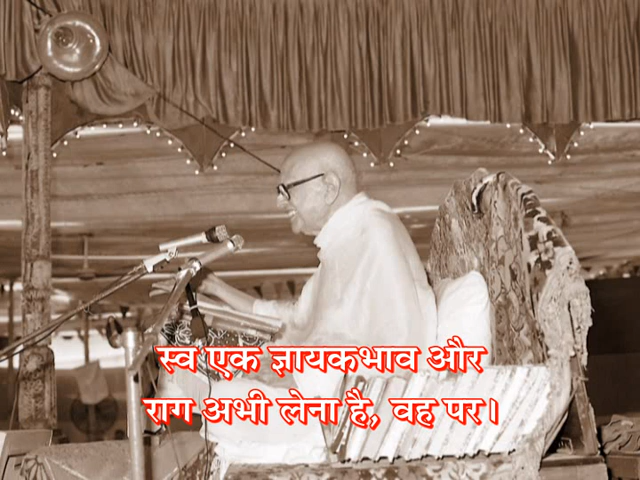 स्व एक ज्ञायकभाव और
राग अभी लेना है, वह पर।